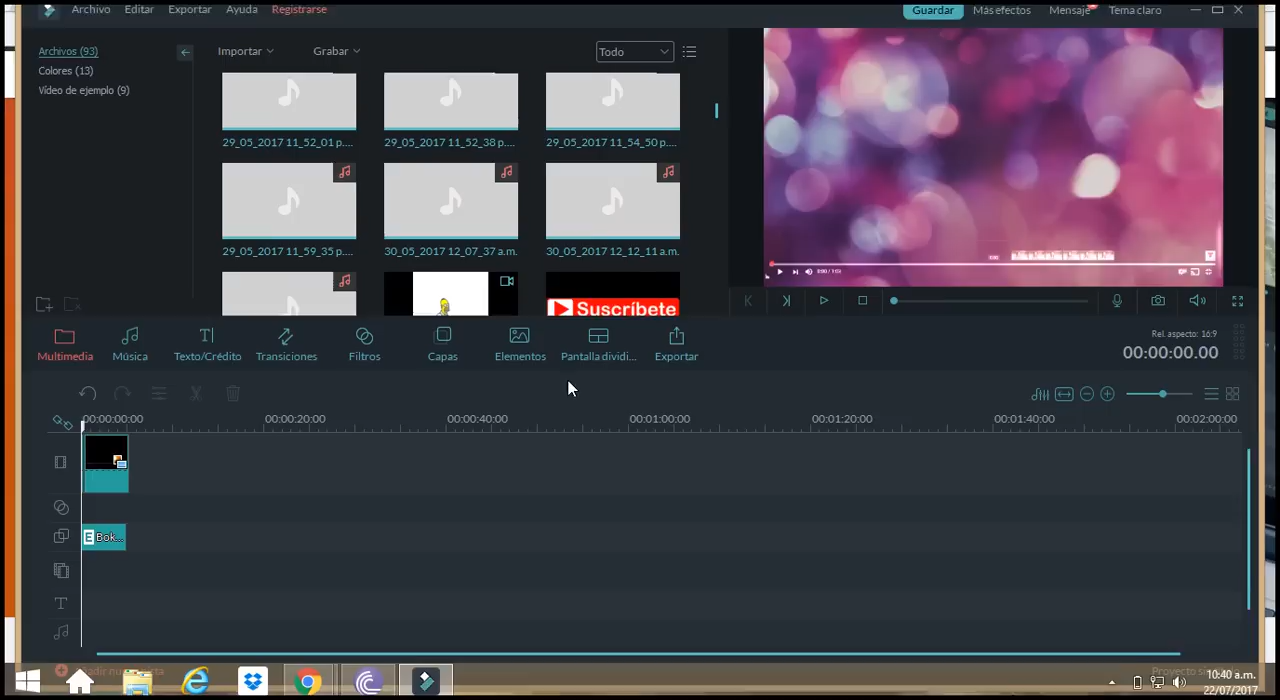 Archivo Editar Exportar Ayuda Registrarse Guardar Más efectos Mensaje Tema claro
Archivos (93)
Colores (13)
Vídeo de ejemplo (9)
Importar Grabar Todo
29_05_2017 11_52_01 p.... 29_05_2017 11_52_38 p.... 29_05_2017 11_54_50 p....
29_05_2017 11_59_35 p.... 30_05_2017 12_07_37 a.m. 30_05_2017 12_12_11 a.m.
Suscríbete
Multimedia Música Texto/Crédito Transiciones Filtros Capas Elementos Pantalla dividi... Exportar
Rel. aspecto: 16:9
00:00:00.00
00:00:00:00 00:00:20:00 00:00:40:00 00:01:00:00 00:01:20:00 00:01:40:00 00:02:00:00
E Bok...
T
10:40 a.m.
22/07/2017